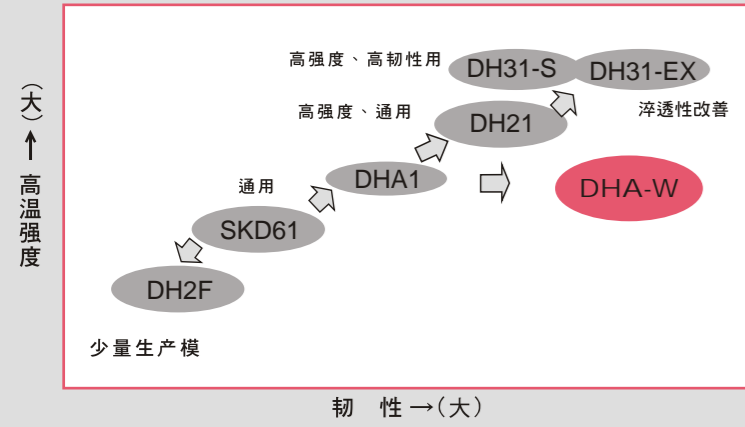 高强度、高韧性用
DH31-S
DH31-EX
高强度、通用
淬透性改善
DH21
DHA1
DHA-W
通用
SKD61
DH2F
少量生产模
(大)↑高温强度
韧 性→(大)